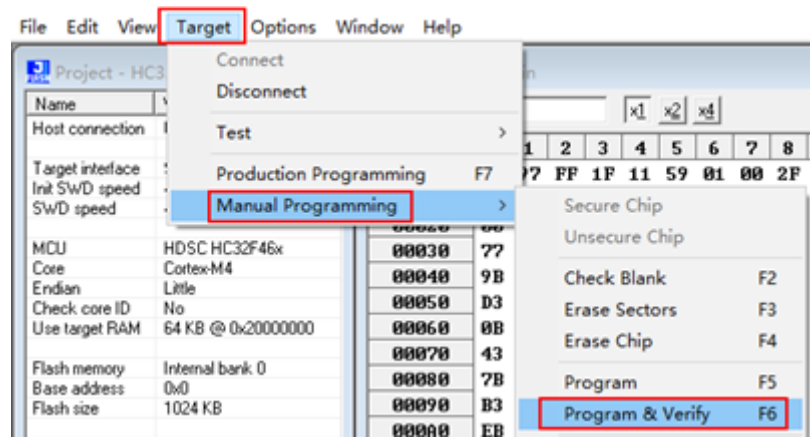 File Edit View Target Options Window Help
Project - HC3
Connect
Disconnect
Test >
Production Programming F7
Manual Programming >
Secure Chip
Unsecure Chip
Check Blank F2
Erase Sectors F3
Erase Chip F4
Program F5
Program & Verify F6
Name
Host connection
Target interface
Init SWD speed
SWD speed
MCU HDSC HC32F46x
Core Cortex-M4
Endian Little
Check core ID No
Use target RAM 64 KB @ 0x20000000
Flash memory Internal bank 0
Base address 0x0
Flash size 1024 KB
x1 x2 x4
1 2 3 4 5 6 7 8
FF 1F 11 59 01 00 2F
00030 77
00040 9B
00050 D3
00060 0B
00070 43
00080 7B
00090 B3
000A0 EB